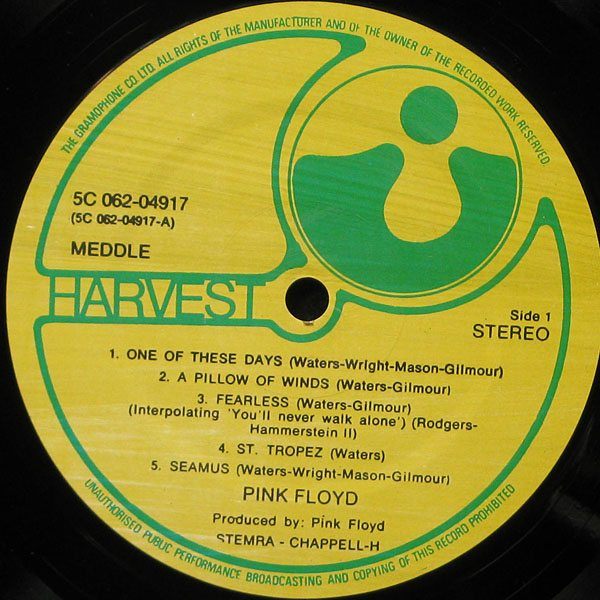 THE GRAMOPHONE CO. LTD. ALL RIGHTS OF THE MANUFACTURER AND OF THE OWNER OF THE RECORDED WORK RESERVED.
5C 062-04917
(5C 062-04917-A)
MEDDLE
HARVEST
Side 1
STEREO
1. ONE OF THESE DAYS (Waters-Wright-Mason-Gilmour)
2. A PILLOW OF WINDS (Waters-Gilmour)
3. FEARLESS (Waters-Gilmour)
(Interpolating 'You'll never walk alone') (Rodgers-
Hammerstein II)
4. ST. TROPEZ (Waters)
5. SEAMUS (Waters-Wright-Mason-Gilmour)
PINK FLOYD
Produced by: Pink Floyd
STEMRA - CHAPPELL-H
UNAUTHORISED PUBLIC PERFORMANCE BROADCASTING AND COPYING OF THIS RECORD PROHIBITED